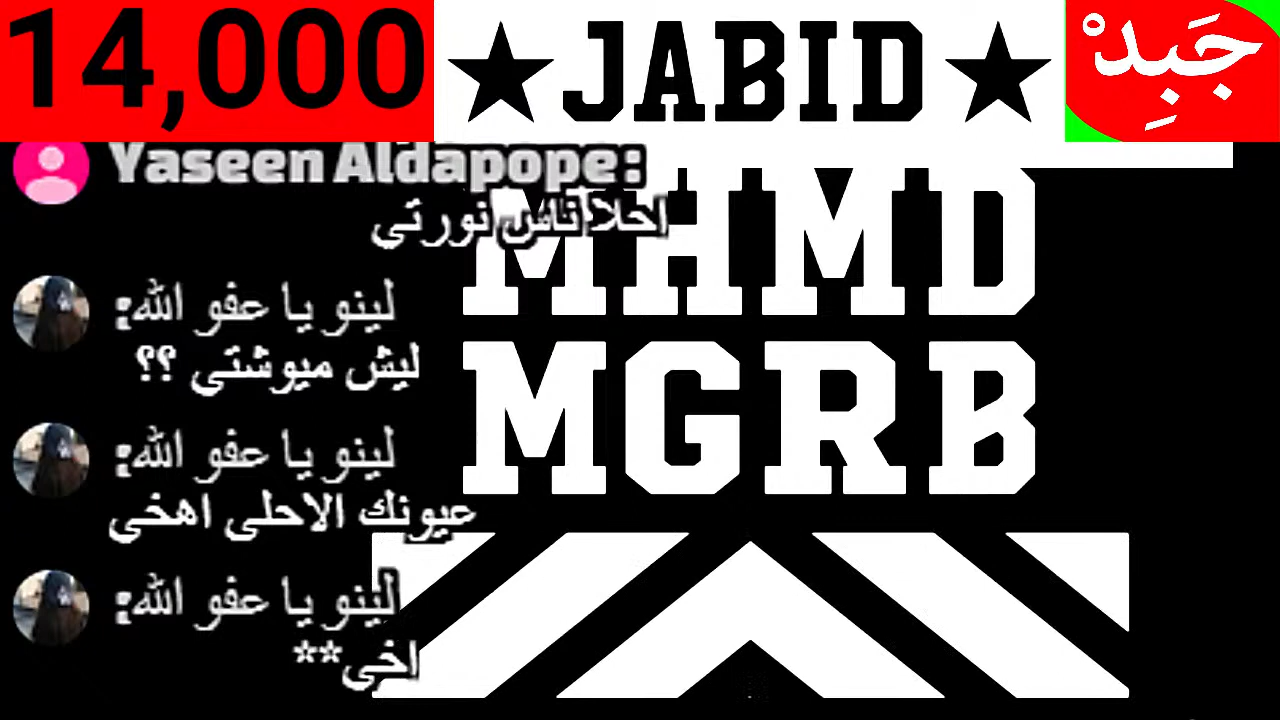 14,000
★ JABID ★
جَبِدْ
MHMD
MGRB
Yaseen Aldapope:
احلا ناس نورتي
لينو يا عفو الله:
ليش ميوشتي ؟؟
لينو يا عفو الله:
عيونك الاحلى اهخي
لينو يا عفو الله:
اخي**